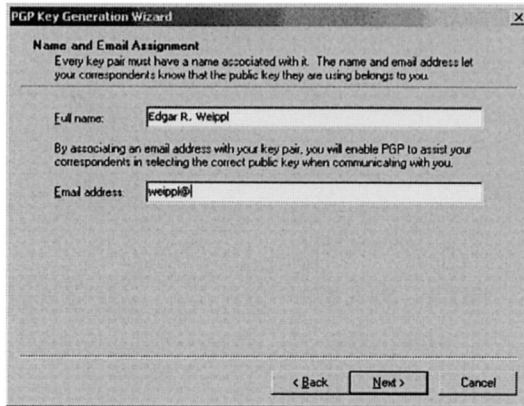 PGP Key Generation Wizard
Name and Email Assignment
Every key pair must have a name associated with it. The name and email address let
your correspondents know that the public key they are using belongs to you.
Full name: Edgar R. Weippl
By associating an email address with your key pair, you will enable PGP to assist your
correspondents in selecting the correct public key when communicating with you.
Email address: weippl@
< Back Next > Cancel